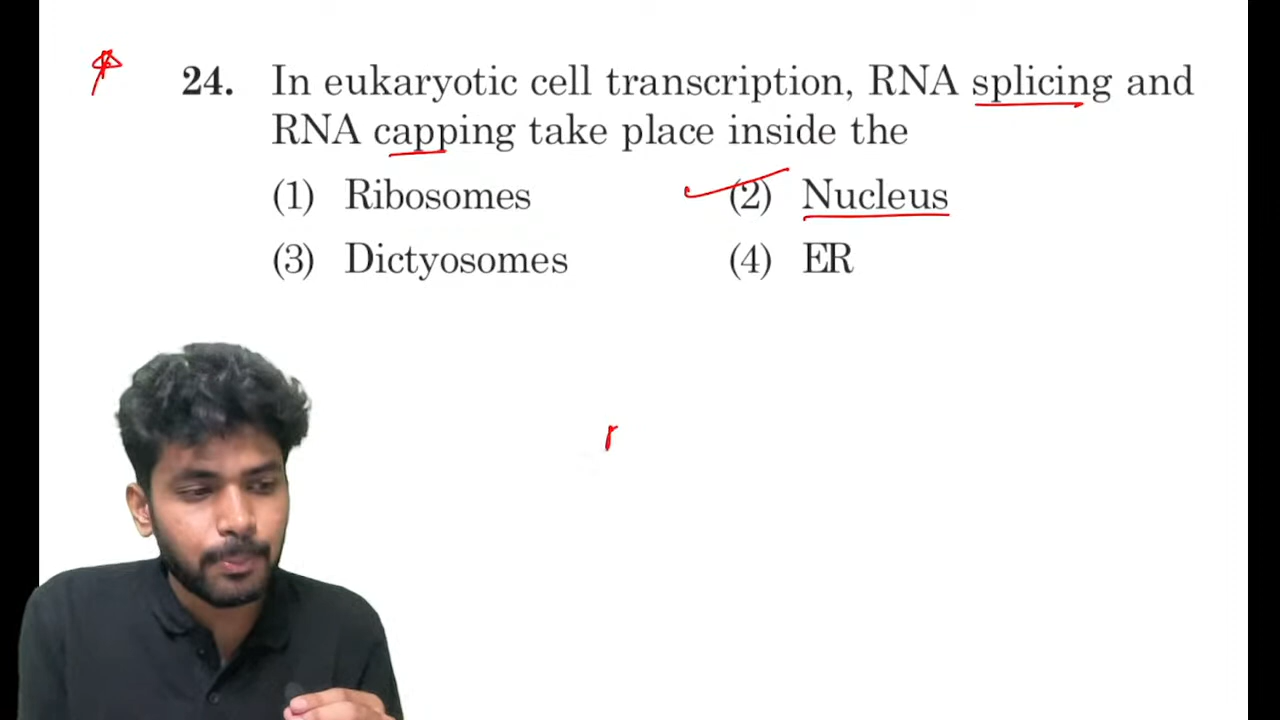 24. In eukaryotic cell transcription, RNA splicing and
RNA capping take place inside the
(1) Ribosomes (2) Nucleus
(3) Dictyosomes (4) ER